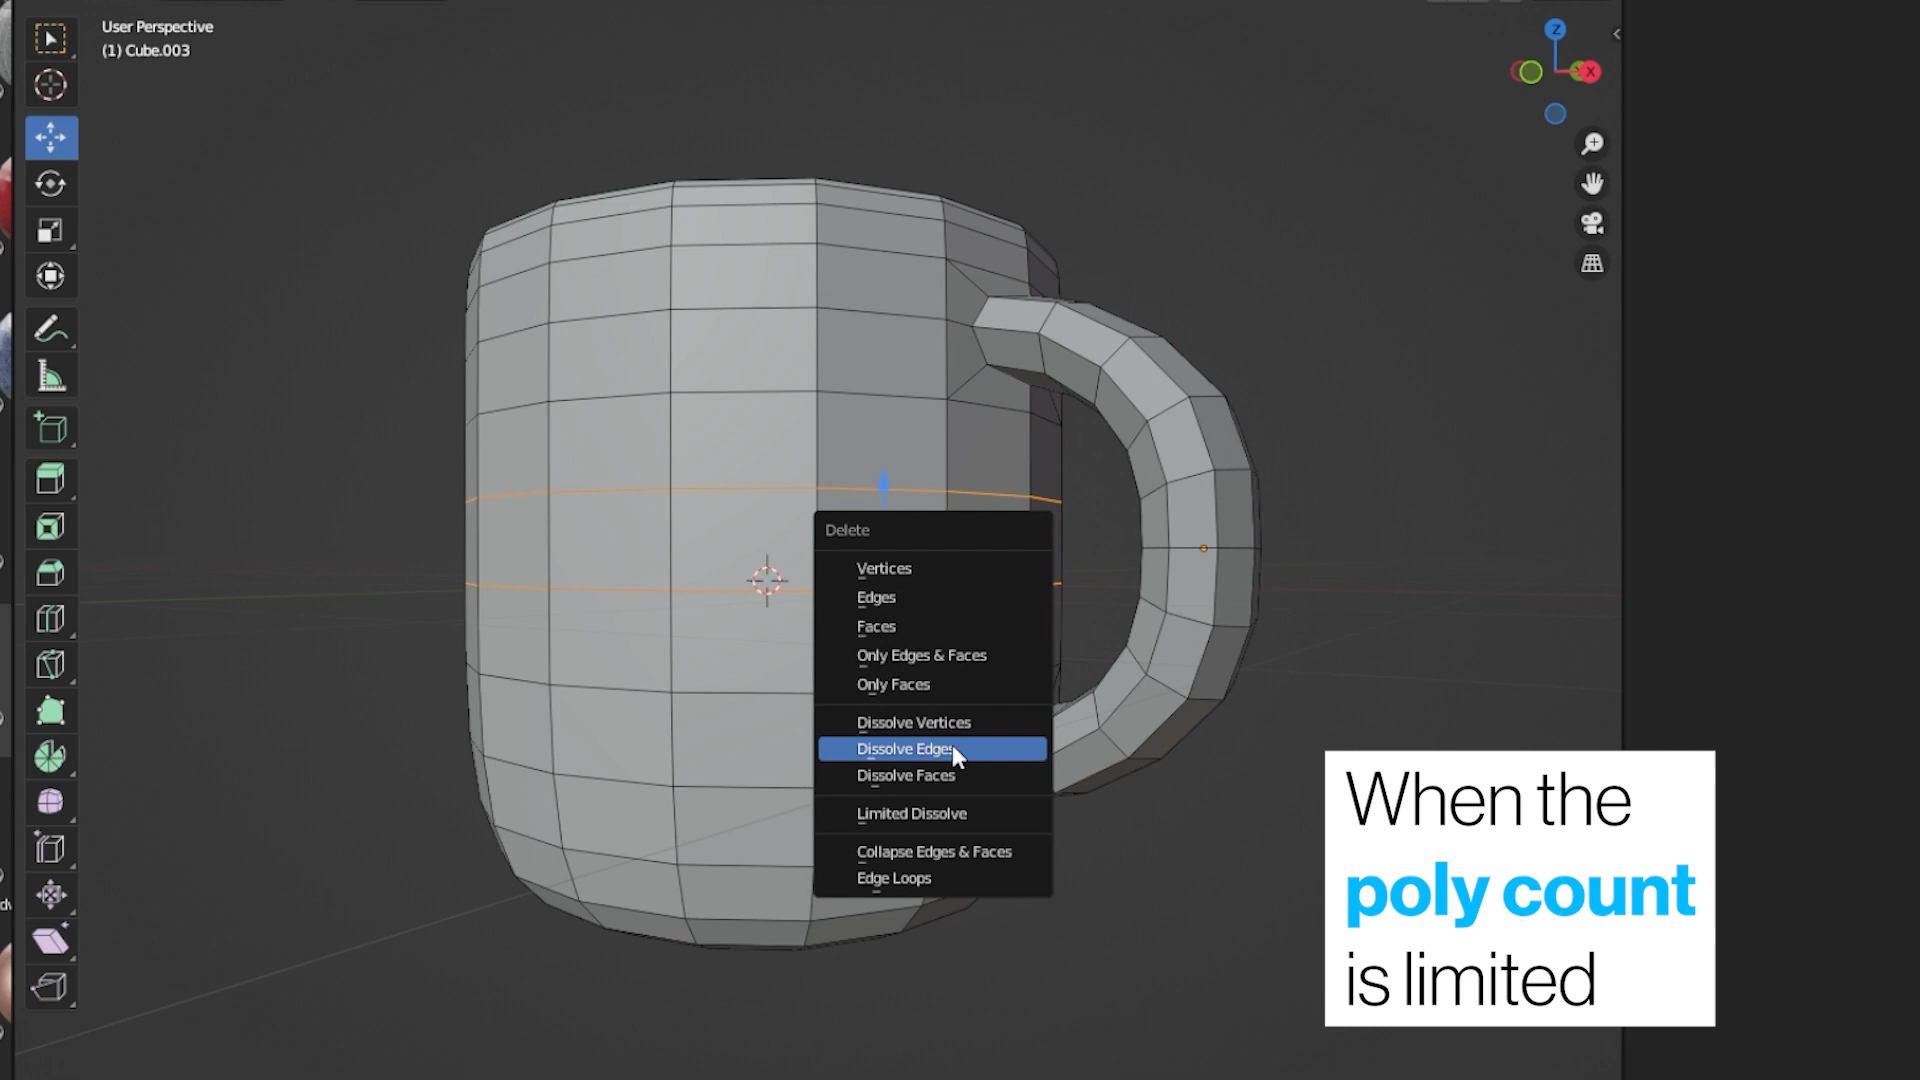 User Perspective
(1) Cube.003
Z
X
Delete
Vertices
Edges
Faces
Only Edges & Faces
Only Faces
Dissolve Vertices
Dissolve Edges
Dissolve Faces
Limited Dissolve
Collapse Edges & Faces
Edge Loops
When the
poly count
is limited